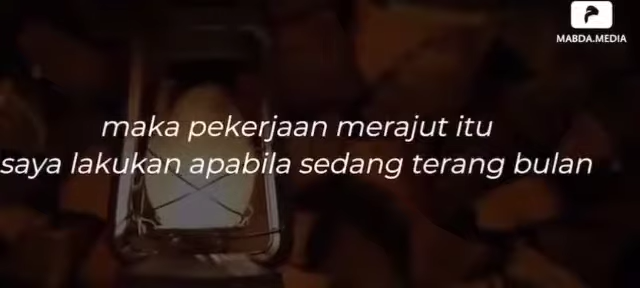 MABDA.MEDIA
maka pekerjaan merajut itu
saya lakukan apabila sedang terang bulan